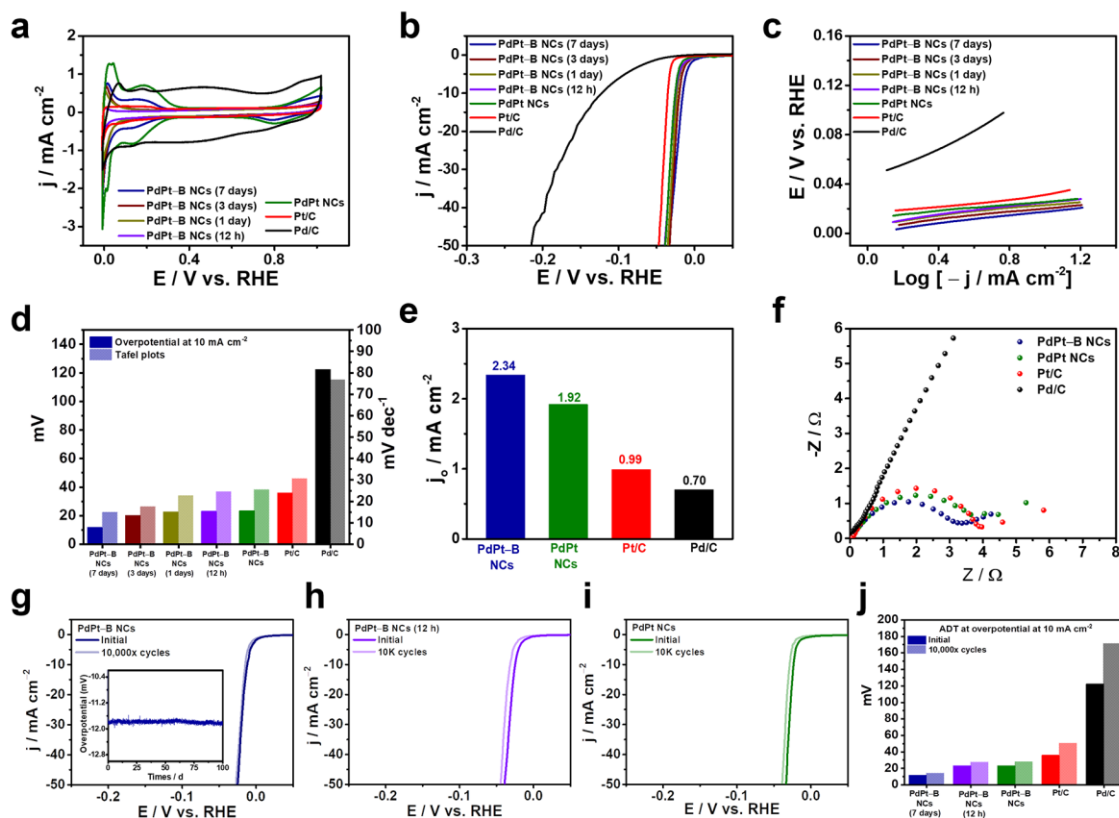 a
j / mA cm⁻²
1
0
-1
-2
-3
0.0
0.4
0.8
E / V vs. RHE
PdPt–B NCs (7 days)
PdPt–B NCs (3 days)
PdPt–B NCs (1 day)
PdPt–B NCs (12 h)
PdPt NCs
Pt/C
Pd/C
b
j / mA cm⁻²
0
-10
-20
-30
-40
-50
-0.3
-0.2
-0.1
0.0
E / V vs. RHE
PdPt–B NCs (7 days)
PdPt–B NCs (3 days)
PdPt–B NCs (1 day)
PdPt–B NCs (12 h)
PdPt NCs
Pt/C
Pd/C
c
E / V vs. RHE
0.16
0.12
0.08
0.04
0.00
0.0
0.4
0.8
1.2
Log [ – j / mA cm⁻²]
PdPt–B NCs (7 days)
PdPt–B NCs (3 days)
PdPt–B NCs (1 day)
PdPt–B NCs (12 h)
PdPt NCs
Pt/C
Pd/C
d
mV
140
120
100
80
60
40
20
0
Overpotential at 10 mA cm⁻²
Tafel plots
100
90
80
70
60
50
40
30
20
10
0
mV dec⁻¹
PdPt–B
NCs
(7 days)
PdPt–B
NCs
(3 days)
PdPt–B
NCs
(1 days)
PdPt–B
NCs
(12 h)
PdPt–B
NCs
Pt/C
Pd/C
e
j₀ / mA cm⁻²
3
2
1
0
2.34
1.92
0.99
0.70
PdPt–B
NCs
PdPt
NCs
Pt/C
Pd/C
f
-Z / Ω
6
5
4
3
2
1
0
0
1
2
3
4
5
6
7
8
Z / Ω
PdPt–B NCs
PdPt NCs
Pt/C
Pd/C
g
PdPt–B NCs
Initial
10,000x cycles
j / mA cm⁻²
0
-10
-20
-30
-40
-50
-0.2
-0.1
0.0
E / V vs. RHE
Overpotential (mV)
-10.4
-11.2
-12.0
-12.8
0
50
100
Times / d
h
PdPt–B NCs (12 h)
Initial
10K cycles
j / mA cm⁻²
0
-10
-20
-30
-40
-50
-0.2
-0.1
0.0
E / V vs. RHE
i
PdPt NCs
Initial
10K cycles
j / mA cm⁻²
0
-10
-20
-30
-40
-50
-0.2
-0.1
0.0
E / V vs. RHE
j
ADT at overpotential at 10 mA cm⁻²
Initial
10,000x cycles
mV
200
180
160
140
120
100
80
60
40
20
0
PdPt–B
NCs
(7 days)
PdPt–B
NCs
(12 h)
PdPt–B
NCs
Pt/C
Pd/C